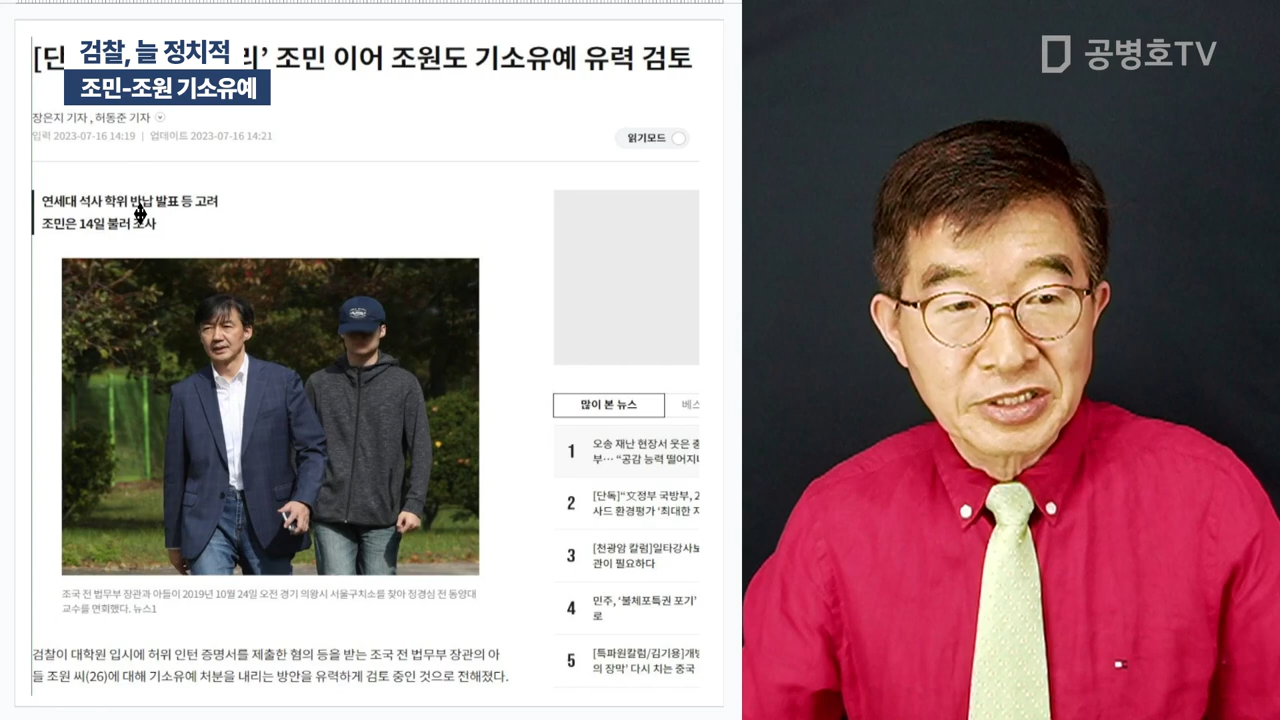 [단 리’ 조민 이어 조원도 기소유예 유력 검토
검찰, 늘 정치적
조민-조원 기소유예
공병호TV
장은지 기자 , 허동준 기자
입력 2023-07-16 14:19 | 업데이트 2023-07-16 14:21
읽기모드
연세대 석사 학위 반납 발표 등 고려
조민은 14일 불러 조사
조국 전 법무부 장관과 아들이 2019년 10월 24일 오전 경기 의왕시 서울구치소를 찾아 정경심 전 동양대
교수를 면회했다. 뉴스1
검찰이 대학원 입시에 허위 인턴 증명서를 제출한 혐의 등을 받는 조국 전 법무부 장관의 아
들 조원 씨(26)에 대해 기소유예 처분을 내리는 방안을 유력하게 검토 중인 것으로 전해졌다.
많이 본 뉴스
베스
1
오송 재난 현장서 웃은 충
부… “공감 능력 떨어지
2
[단독]“文정부 국방부, 2
사드 환경평가 ‘최대한 지
3
[천광암 칼럼]일타강사
관이 필요하다
4
민주, ‘불체포특권 포기’
로
5
[특파원칼럼/김기용]개방
의 장막’ 다시 치는 중국